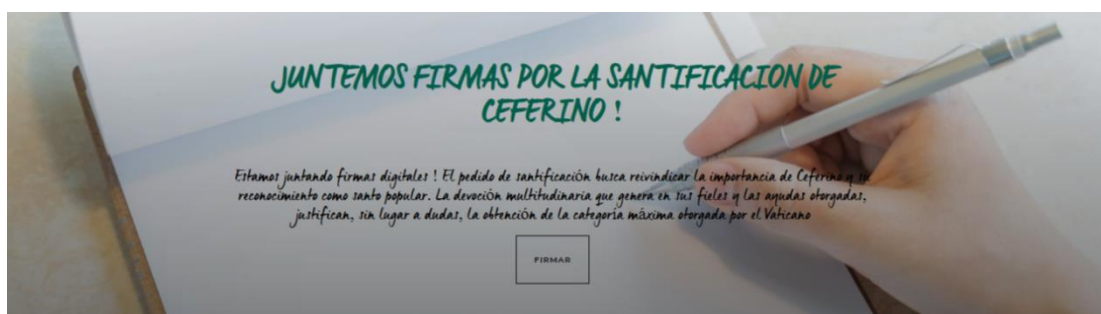 JUNTEMOS FIRMAS POR LA SANTIFICACION DE
CEFERINO !
Estamos juntando firmas digitales ! El pedido de santificación busca reivindicar la importancia de Ceferino y su
reconocimiento como santo popular. La devoción multitudinaria que genera en sus fieles y las ayudas otorgadas,
justifican, sin lugar a dudas, la obtención de la categoría máxima otorgada por el Vaticano
FIRMAR